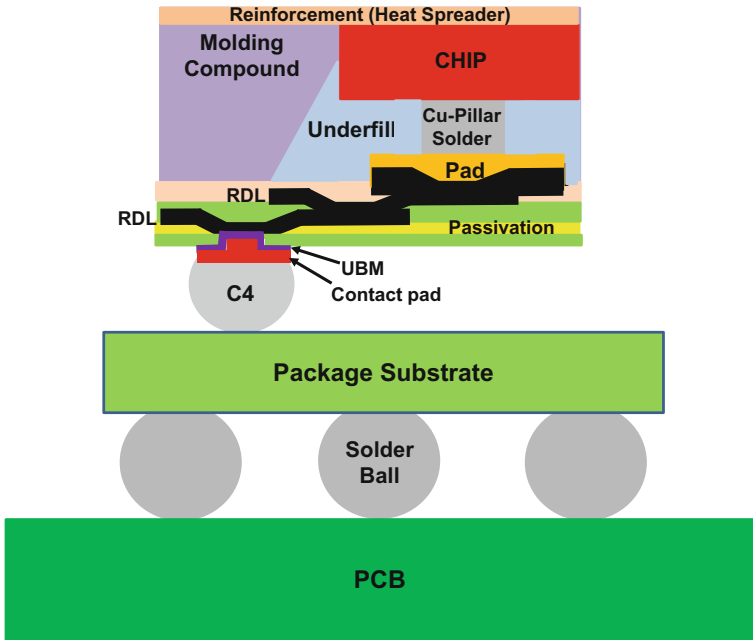 Reinforcement (Heat Spreader)
Molding
Compound
CHIP
Underfill
Cu-Pillar
Solder
Pad
RDL
RDL
Passivation
UBM
Contact pad
C4
Package Substrate
Solder
Ball
PCB